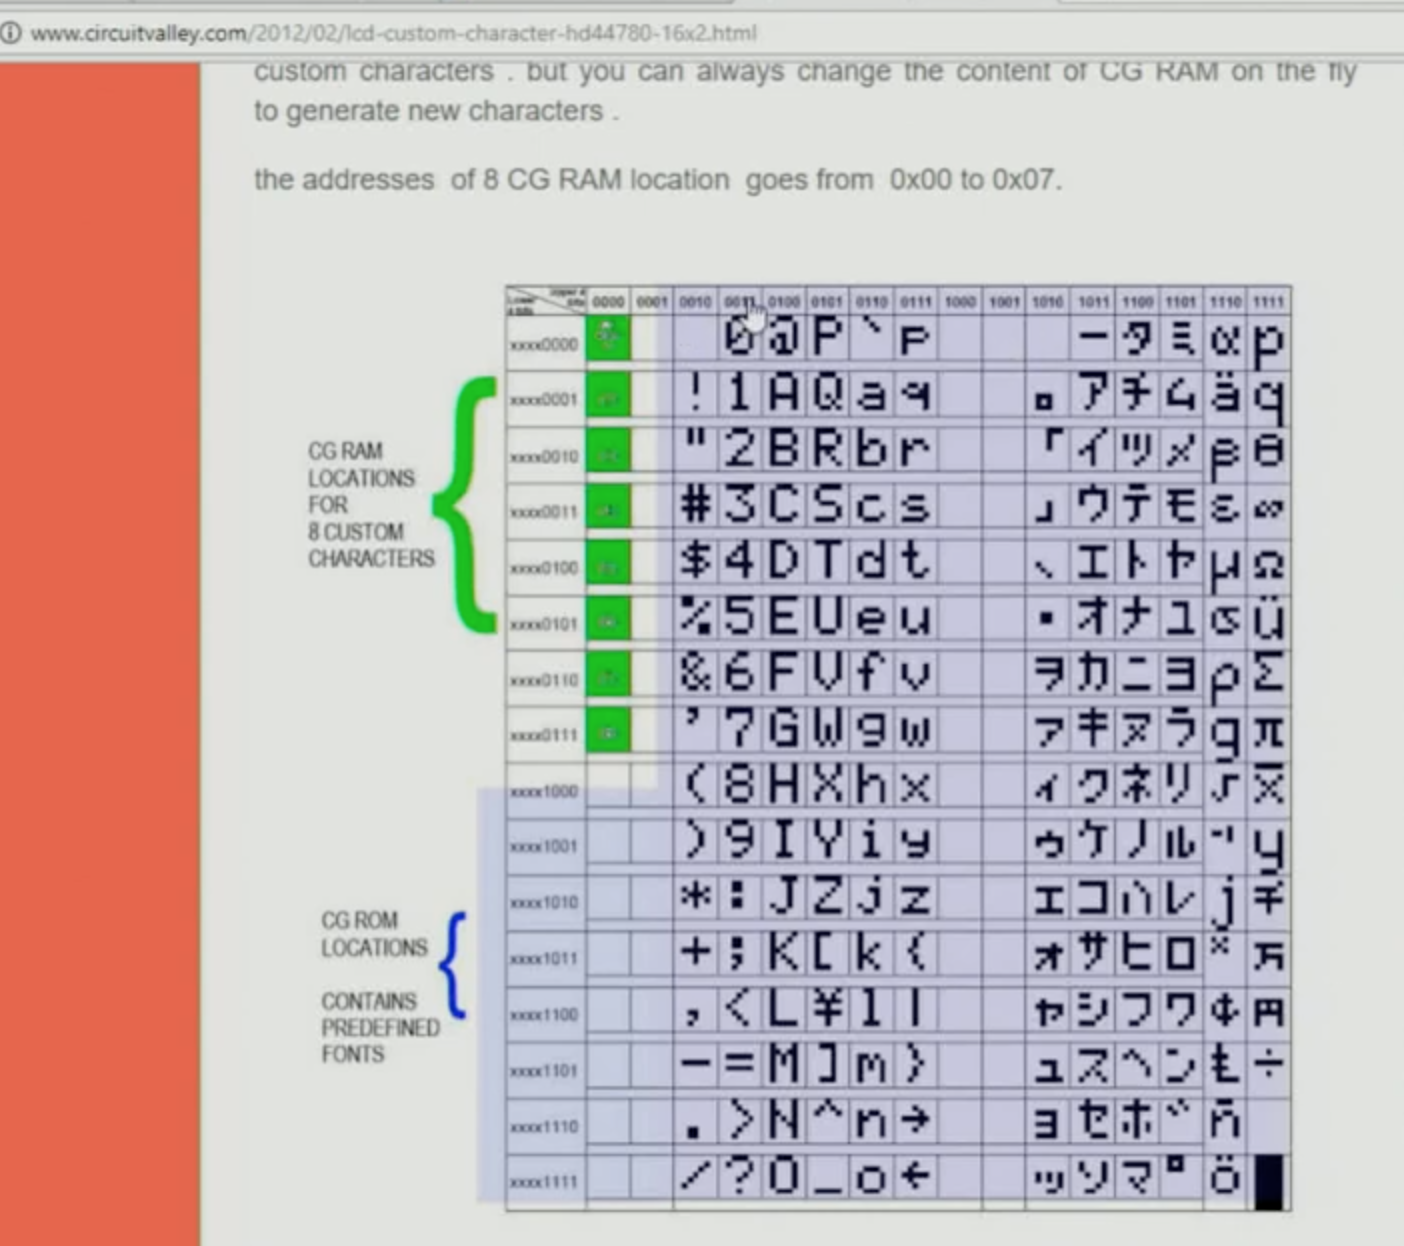 www.circuitvalley.com/2012/02/lcd-custom-character-hd44780-16x2.html
custom characters . but you can always change the content of CG RAM on the fly
to generate new characters .
the addresses of 8 CG RAM location goes from 0x00 to 0x07.
Lower 4 bits Upper 4 bits 0000 0001 0010 0011 0100 0101 0110 0111 1000 1001 1010 1011 1100 1101 1110 1111
xxxx0000 0 @ P ` p ー タ ミ α p
xxxx0001 ! 1 A Q a q 。 ア チ ム ä q
xxxx0010 " 2 B R b r 「 イ ツ メ β θ
xxxx0011 # 3 C S c s 」 ウ テ モ ε ∞
xxxx0100 $ 4 D T d t 、 エ ト ヤ μ Ω
xxxx0101 % 5 E U e u ・ オ ナ ユ σ ü
xxxx0110 & 6 F V f v ヲ カ ニ ヨ ρ Σ
xxxx0111 ' 7 G W g w ァ キ ヌ ラ g π
xxxx1000 ( 8 H X h x ィ ク ネ リ √ x̄
xxxx1001 ) 9 I Y i y ゥ ケ ノ ル ⁻¹ y
xxxx1010 * : J Z j z ェ コ ハ レ j 千
xxxx1011 + ; K [ k { ォ サ ヒ ロ × 万
xxxx1100 , < L ¥ l | ャ シ フ ワ ¢ 円
xxxx1101 - = M ] m } ュ ス ヘ ン ₤ ÷
xxxx1110 . > N ^ n → ョ セ ホ ゛ ñ
xxxx1111 / ? O _ o ← ッ ソ マ ゜ ö █
CG RAM
LOCATIONS
FOR
8 CUSTOM
CHARACTERS
CG ROM
LOCATIONS
CONTAINS
PREDEFINED
FONTS